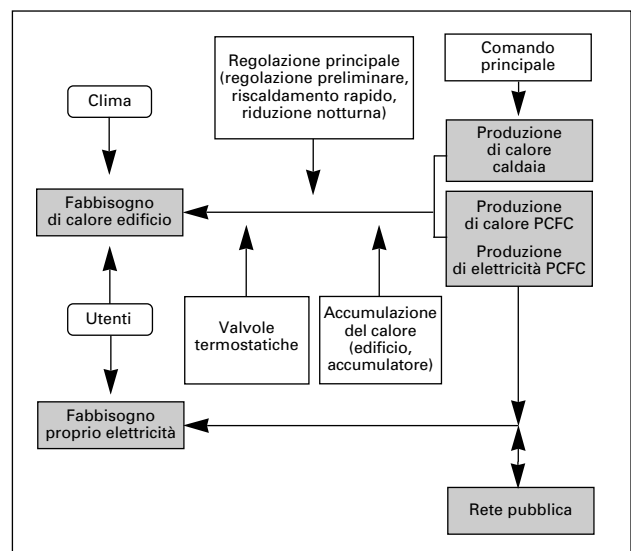 Regolazione principale
(regolazione preliminare,
riscaldamento rapido,
riduzione notturna)
Comando
principale
Clima
Produzione
di calore
caldaia
Fabbisogno
di calore edificio
Produzione
di calore PCFC
Produzione
di elettricità PCFC
Utenti
Valvole
termostatiche
Accumulazione
del calore
(edificio,
accumulatore)
Fabbisogno
proprio elettricità
Rete pubblica